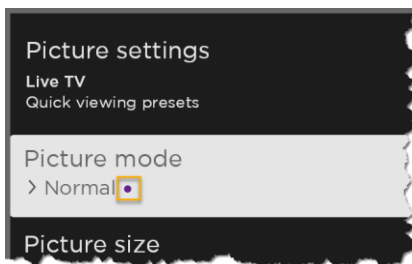 Picture settings
Live TV
Quick viewing presets
Picture mode
> Normal •
Picture size